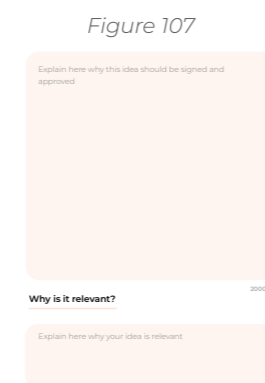 Figure 107
Explain here why this idea should be signed and
approved
2000
Why is it relevant?
Explain here why your idea is relevant